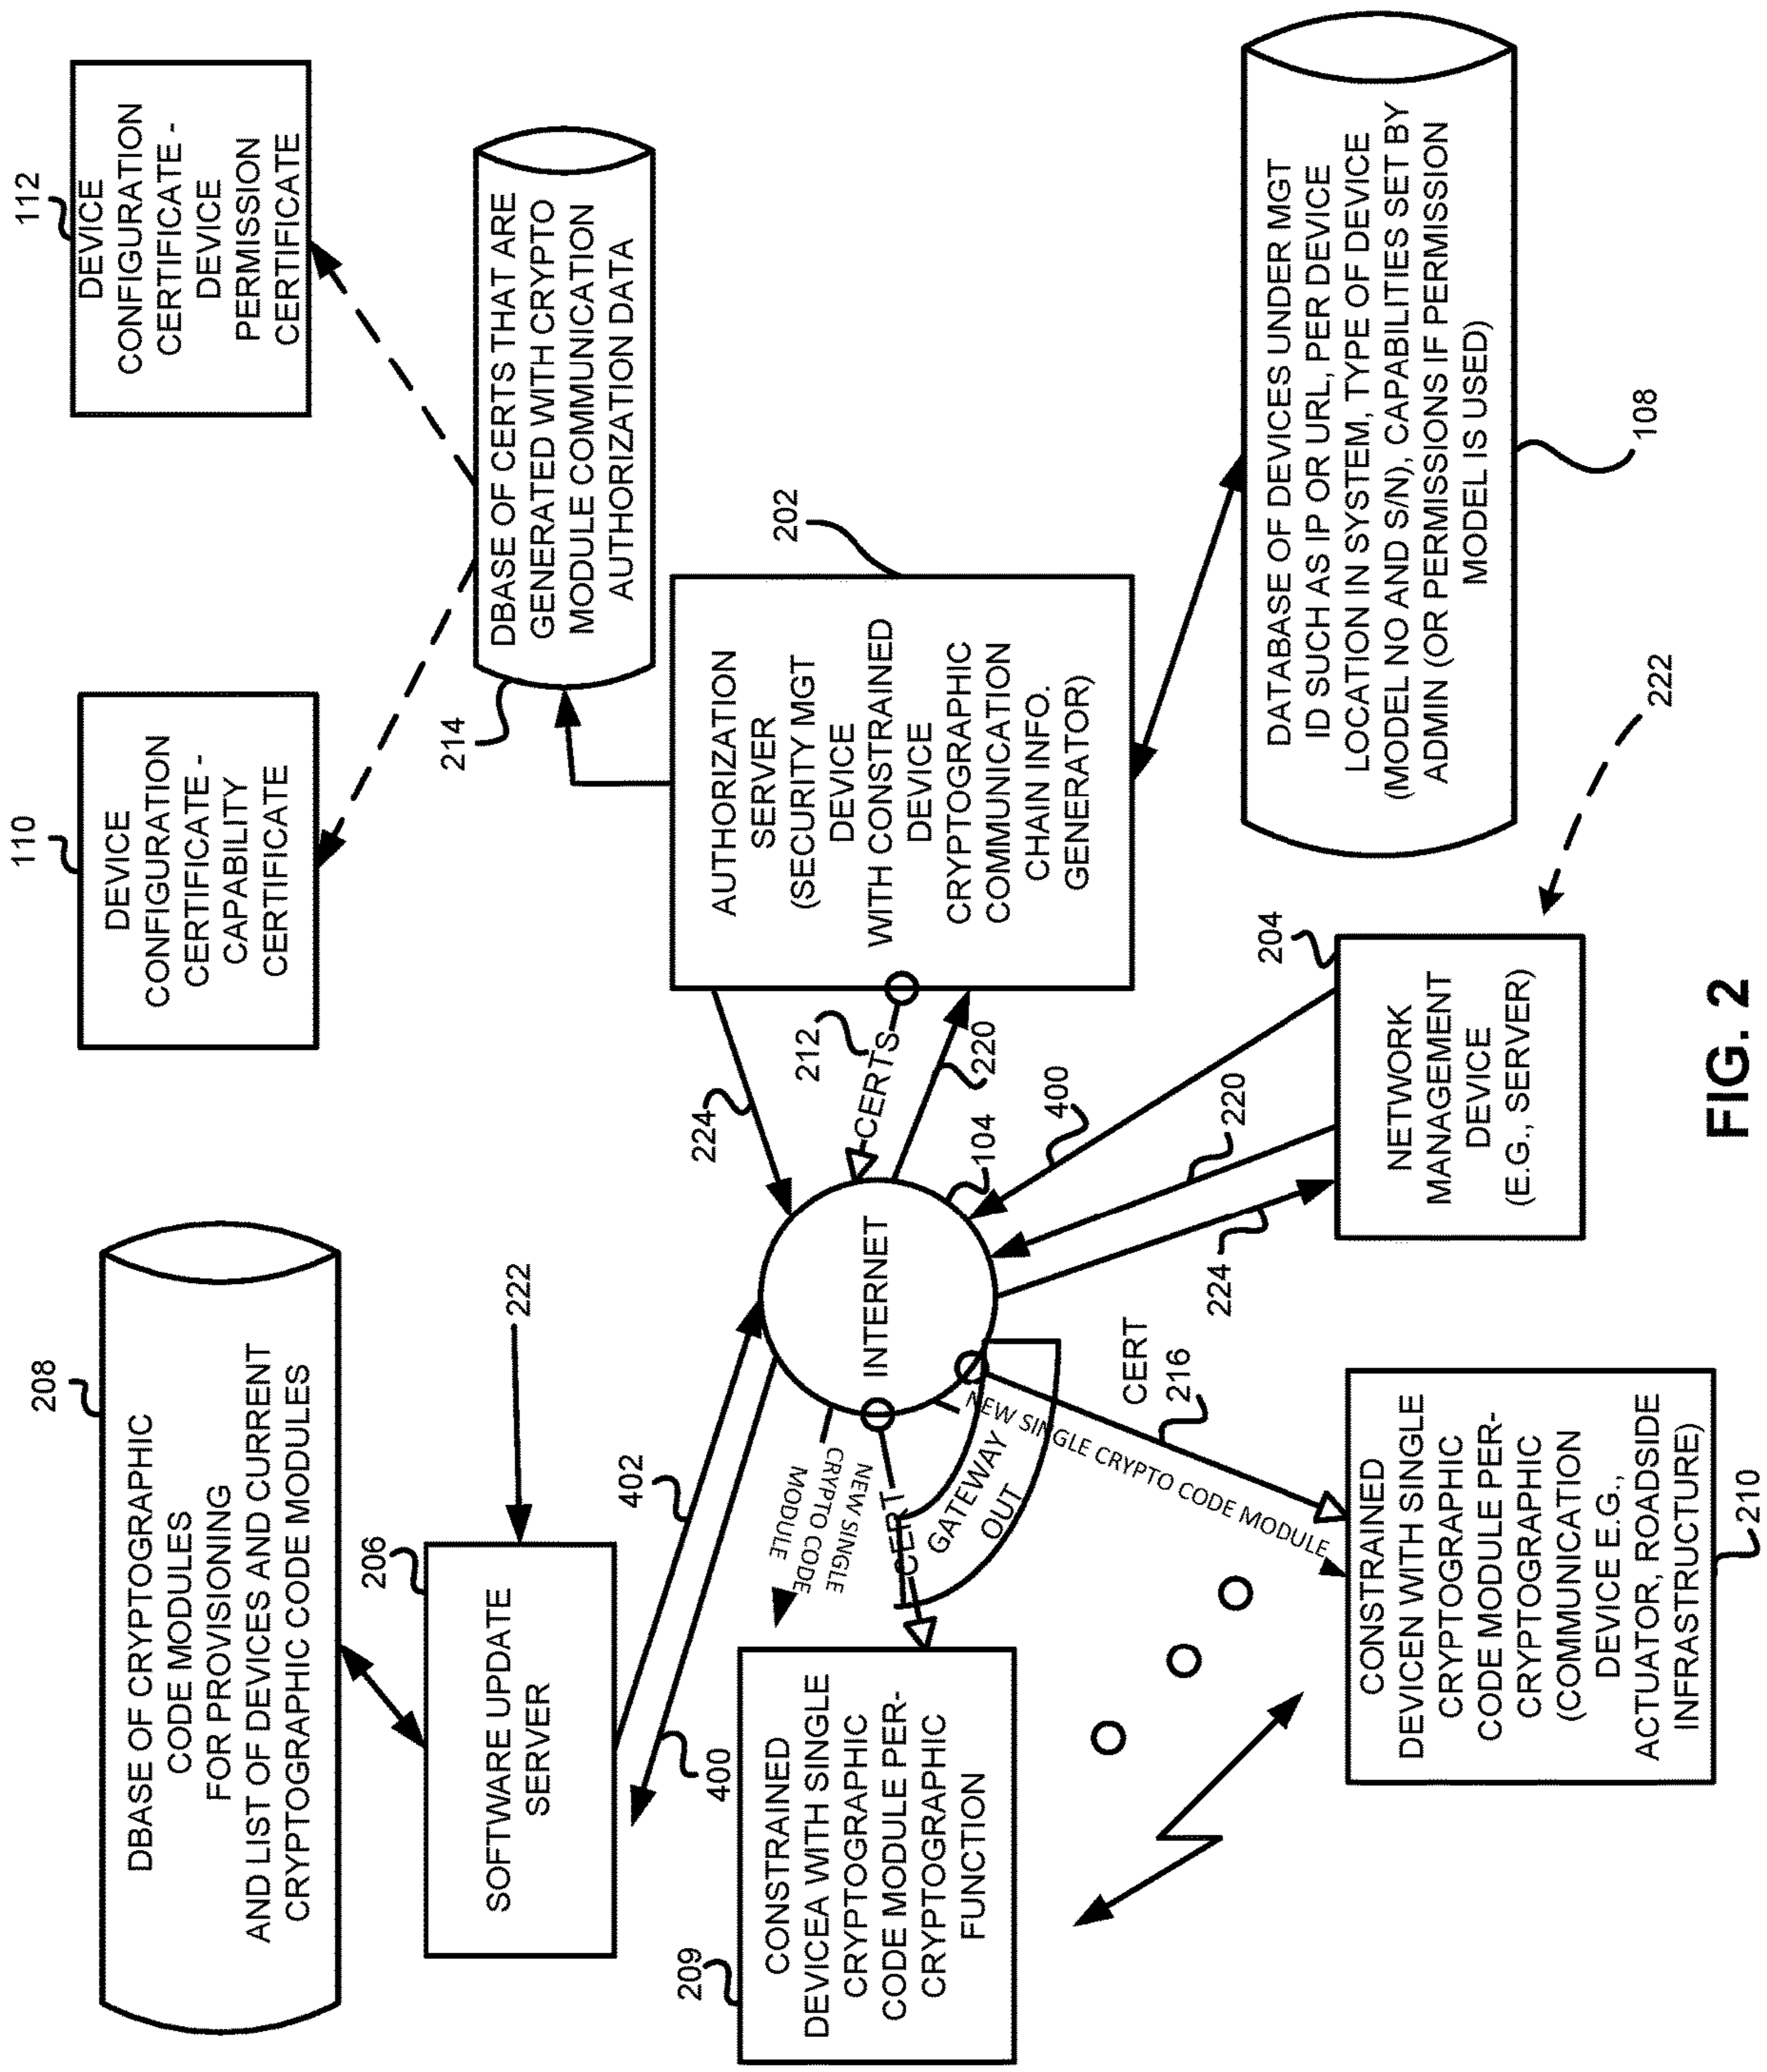 208
DBASE OF CRYPTOGRAPHIC
CODE MODULES
FOR PROVISIONING
AND LIST OF DEVICES AND CURRENT
CRYPTOGRAPHIC CODE MODULES
110
DEVICE
CONFIGURATION
CERTIFICATE -
CAPABILITY
CERTIFICATE
112
DEVICE
CONFIGURATION
CERTIFICATE -
DEVICE
PERMISSION
CERTIFICATE
206
SOFTWARE UPDATE
SERVER
222
402
400
214
DBASE OF CERTS THAT ARE
GENERATED WITH CRYPTO
MODULE COMMUNICATION
AUTHORIZATION DATA
202
AUTHORIZATION
SERVER
(SECURITY MGT
DEVICE
WITH CONSTRAINED
DEVICE
CRYPTOGRAPHIC
COMMUNICATION
CHAIN INFO.
GENERATOR)
224
212
CERTS
220
104
INTERNET
NEW SINGLE
CRYPTO CODE
MODULE
CERT
GATEWAY
OUT
NEW SINGLE CRYPTO CODE MODULE
CERT
216
209
CONSTRAINED
DEVICEA WITH SINGLE
CRYPTOGRAPHIC
CODE MODULE PER-
CRYPTOGRAPHIC
FUNCTION
400
220
224
204
NETWORK
MANAGEMENT
DEVICE
(E.G., SERVER)
222
DATABASE OF DEVICES UNDER MGT
ID SUCH AS IP OR URL, PER DEVICE
LOCATION IN SYSTEM, TYPE OF DEVICE
(MODEL NO AND S/N), CAPABILITIES SET BY
ADMIN (OR PERMISSIONS IF PERMISSION
MODEL IS USED)
108
CONSTRAINED
DEVICEN WITH SINGLE
CRYPTOGRAPHIC
CODE MODULE PER-
CRYPTOGRAPHIC
(COMMUNICATION
DEVICE E.G.,
ACTUATOR, ROADSIDE
INFRASTRUCTURE)
210
FIG. 2